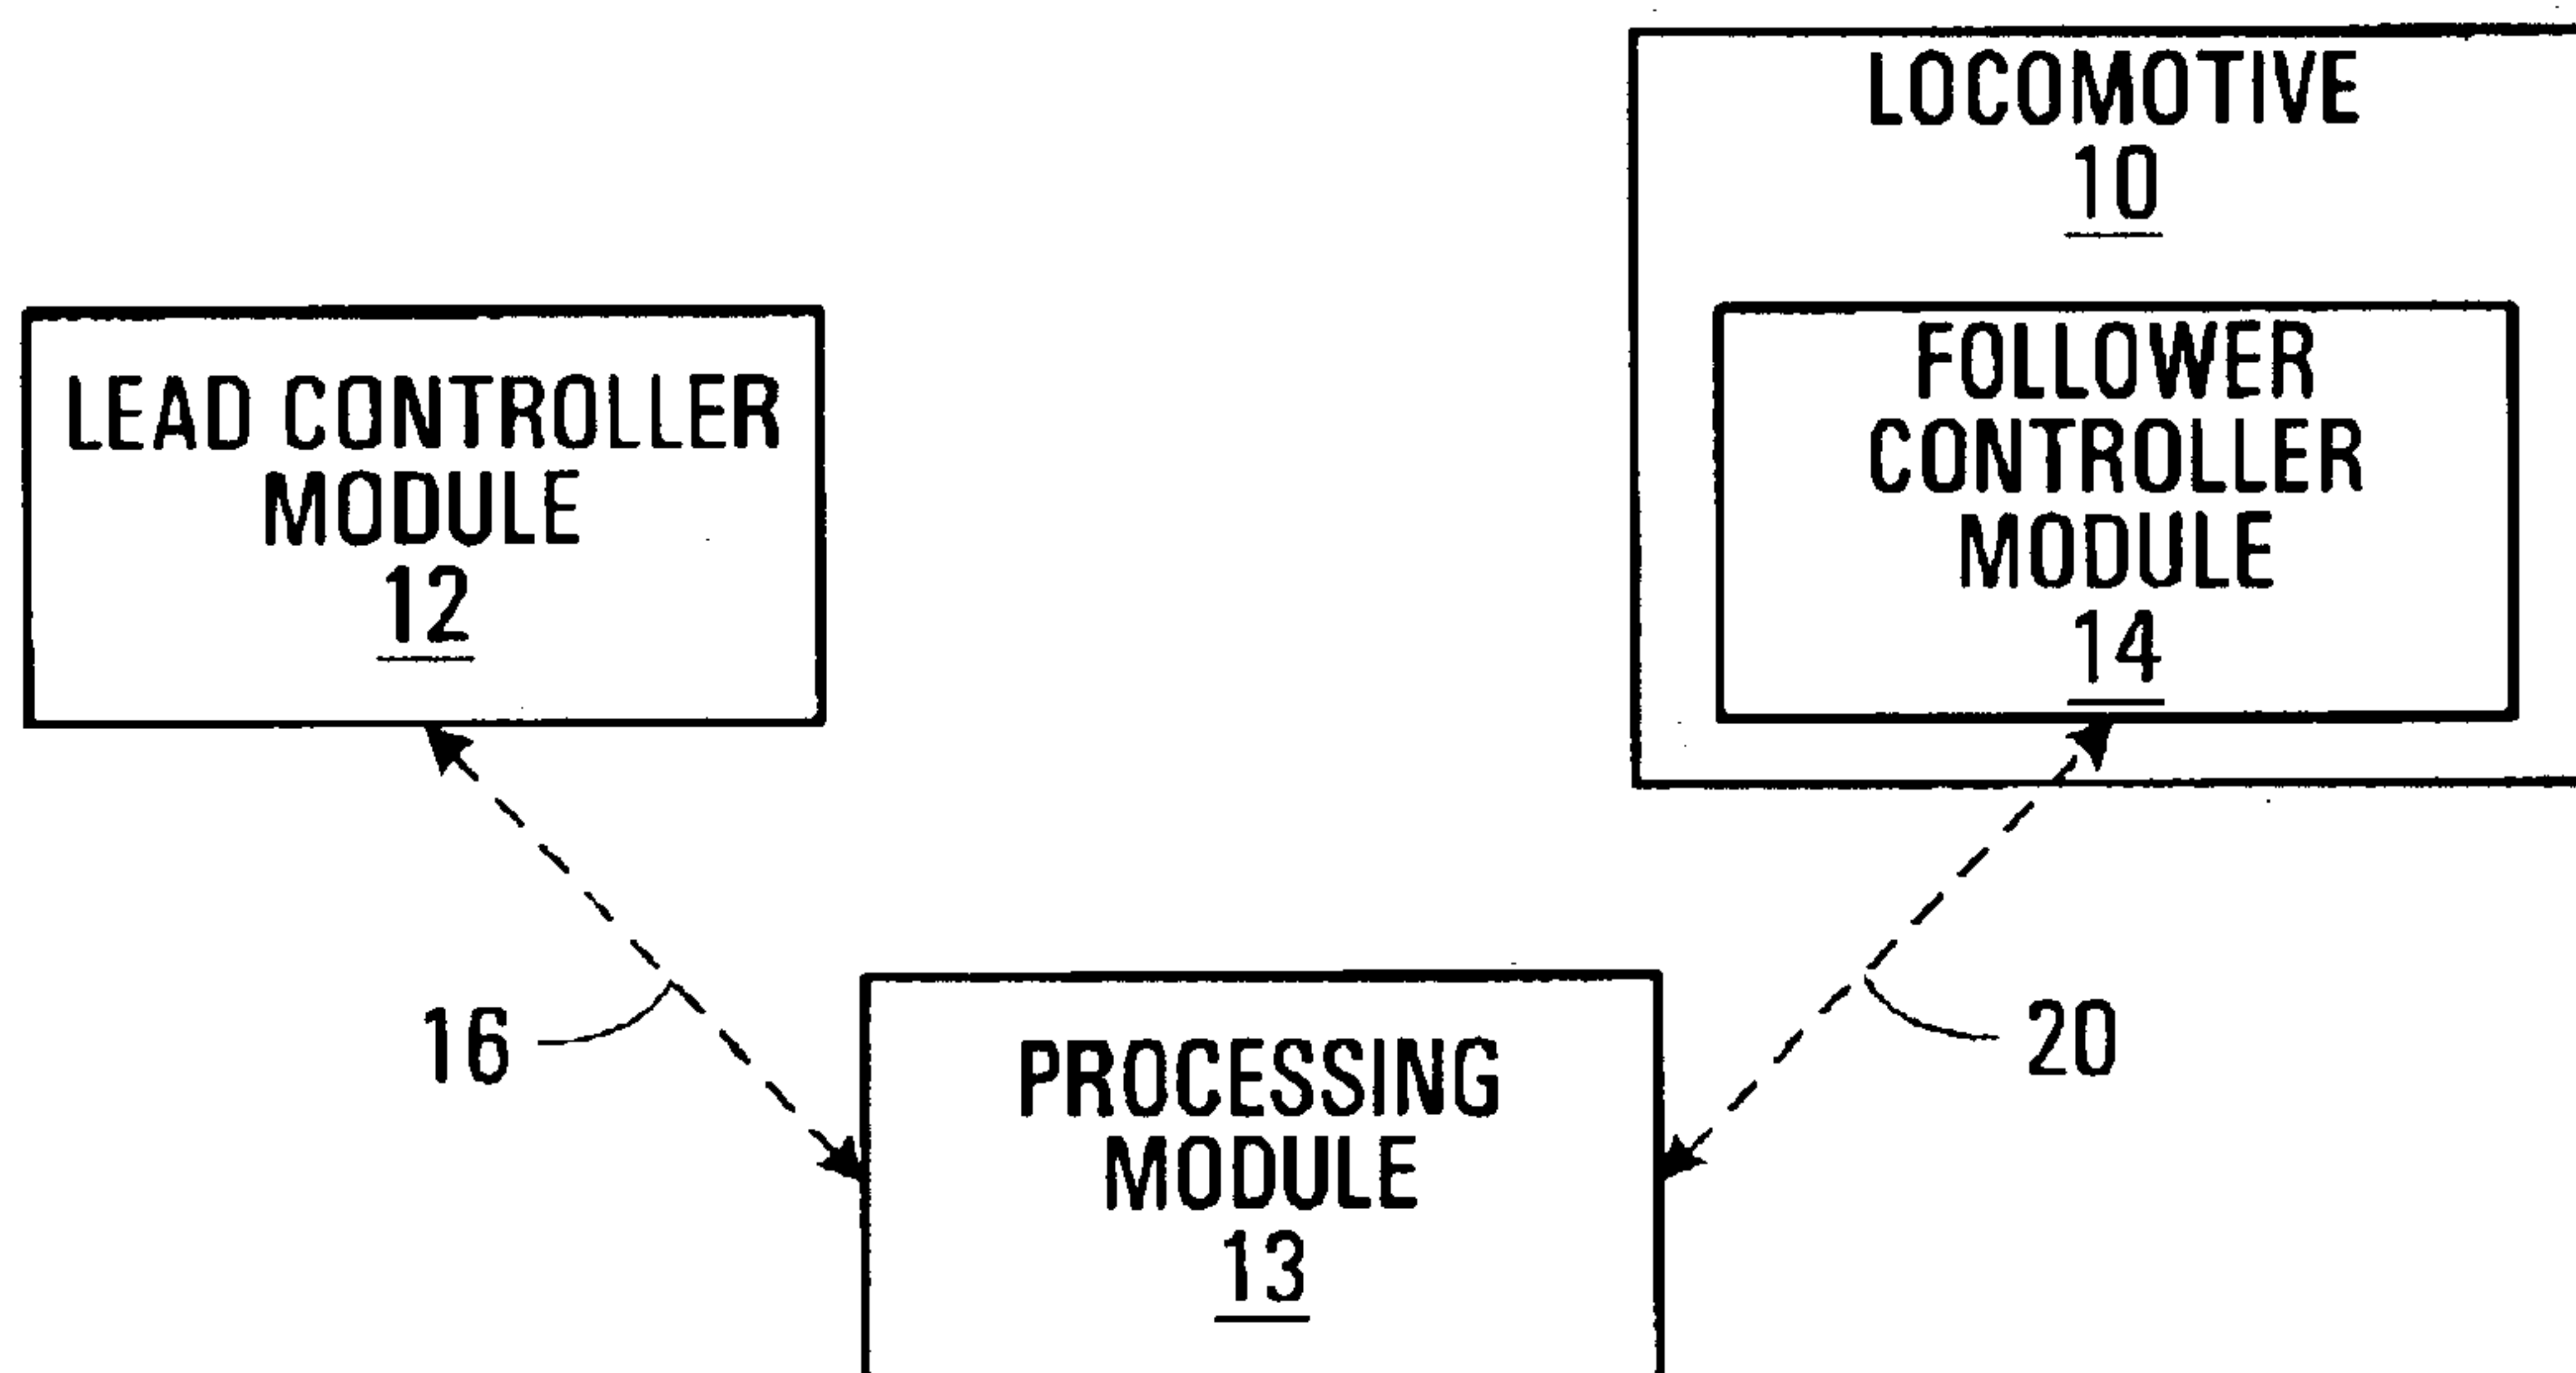 LOCOMOTIVE
10
LEAD CONTROLLER
MODULE
12
FOLLOWER
CONTROLLER
MODULE
14
16
20
PROCESSING
MODULE
13